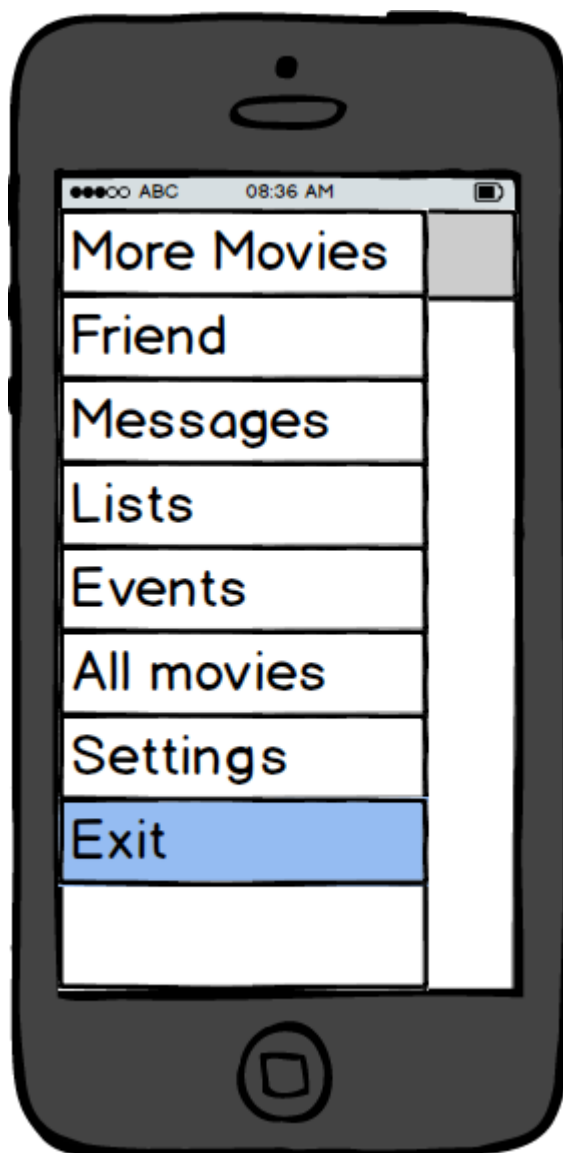 ABC 08:36 AM
More Movies
Friend
Messages
Lists
Events
All movies
Settings
Exit